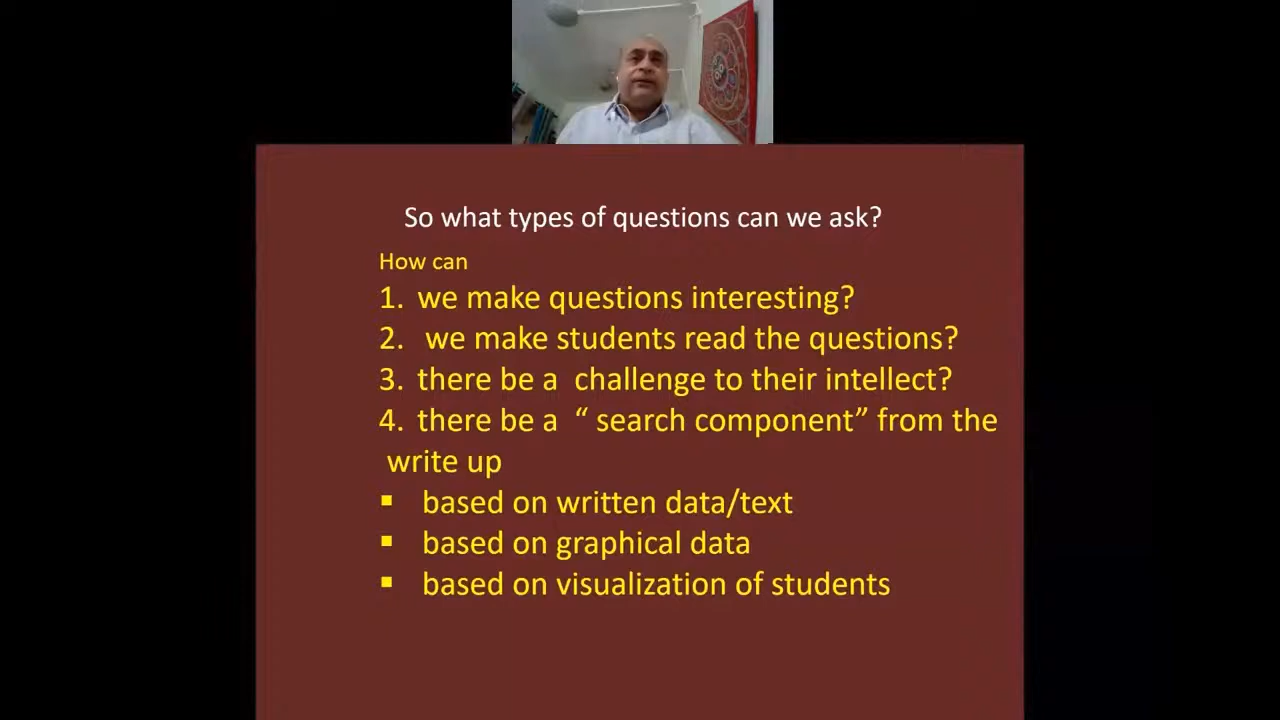 So what types of questions can we ask?
How can
1. we make questions interesting?
2. we make students read the questions?
3. there be a challenge to their intellect?
4. there be a “ search component” from the
write up
▪ based on written data/text
▪ based on graphical data
▪ based on visualization of students